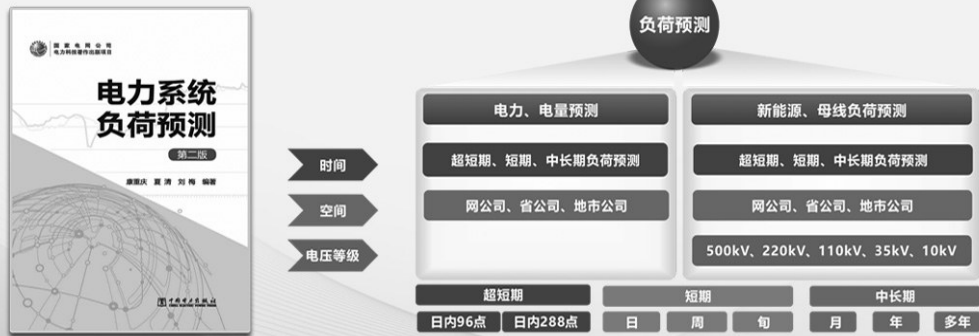 国家电网公司
电力科技著作出版项目
电力系统
负荷预测
第二版
康重庆 夏清 刘梅 编著
中国电力出版社
负荷预测
电力、电量预测
新能源、母线负荷预测
时间
超短期、短期、中长期负荷预测
超短期、短期、中长期负荷预测
空间
网公司、省公司、地市公司
网公司、省公司、地市公司
电压等级
500kV、220kV、110kV、35kV、10kV
超短期
短期
中长期
日内96点
日内288点
日
周
旬
月
年
多年